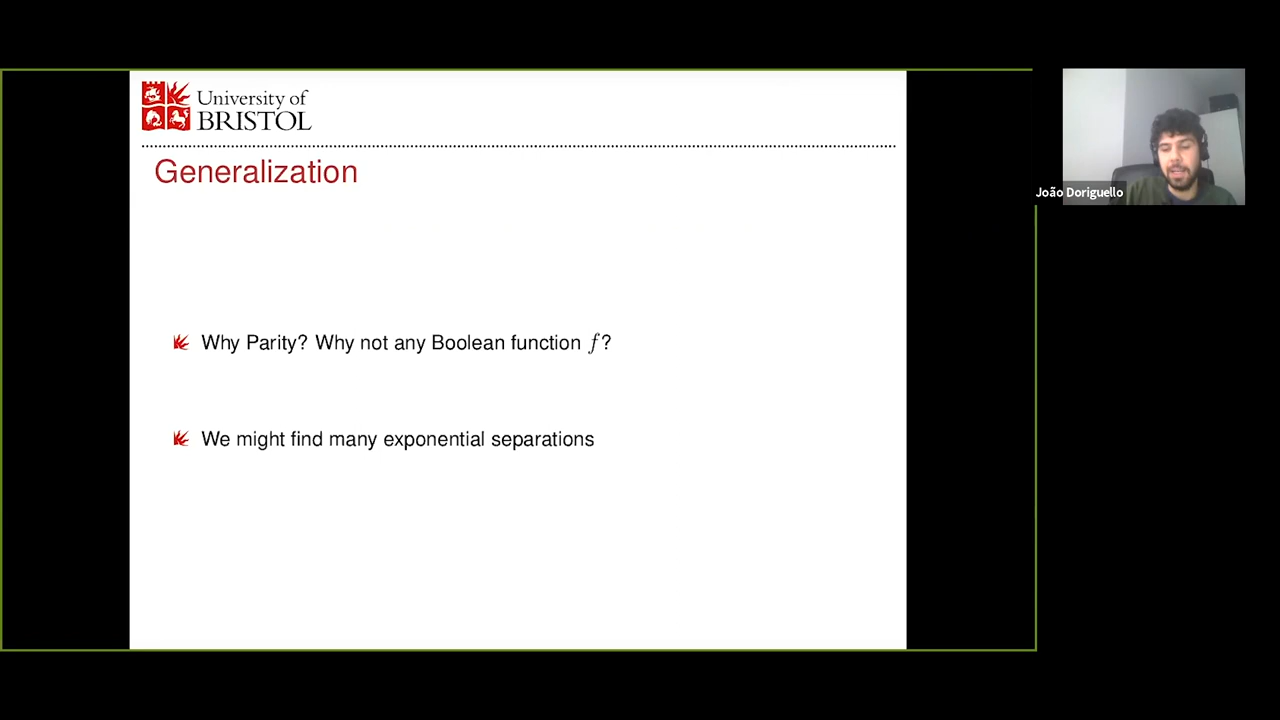 University of
BRISTOL
Generalization
Why Parity? Why not any Boolean function f?
We might find many exponential separations
João Doriguello